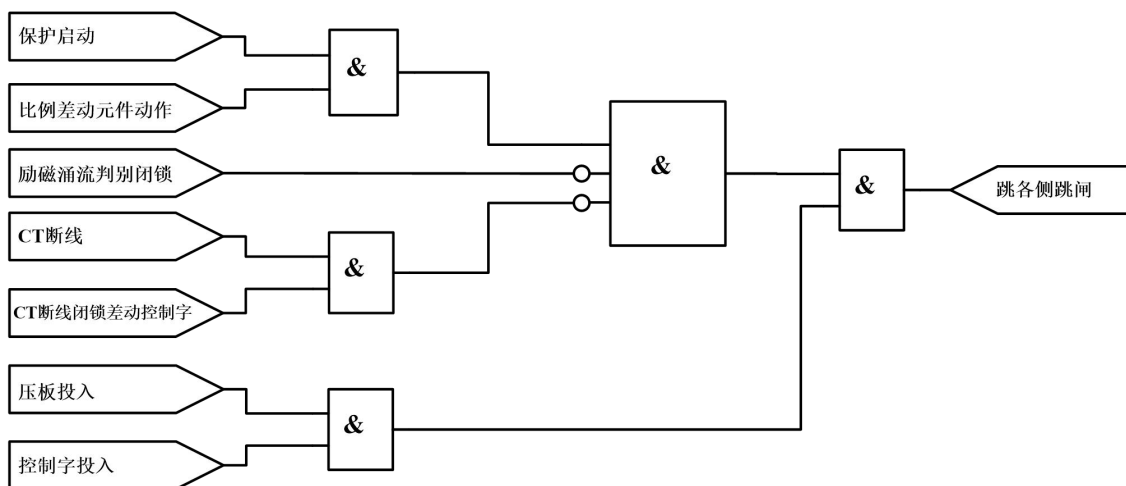 保护启动
&
比例差动元件动作
励磁涌流判别闭锁
&
&
跳各侧跳闸
CT断线
&
CT断线闭锁差动控制字
压板投入
&
控制字投入